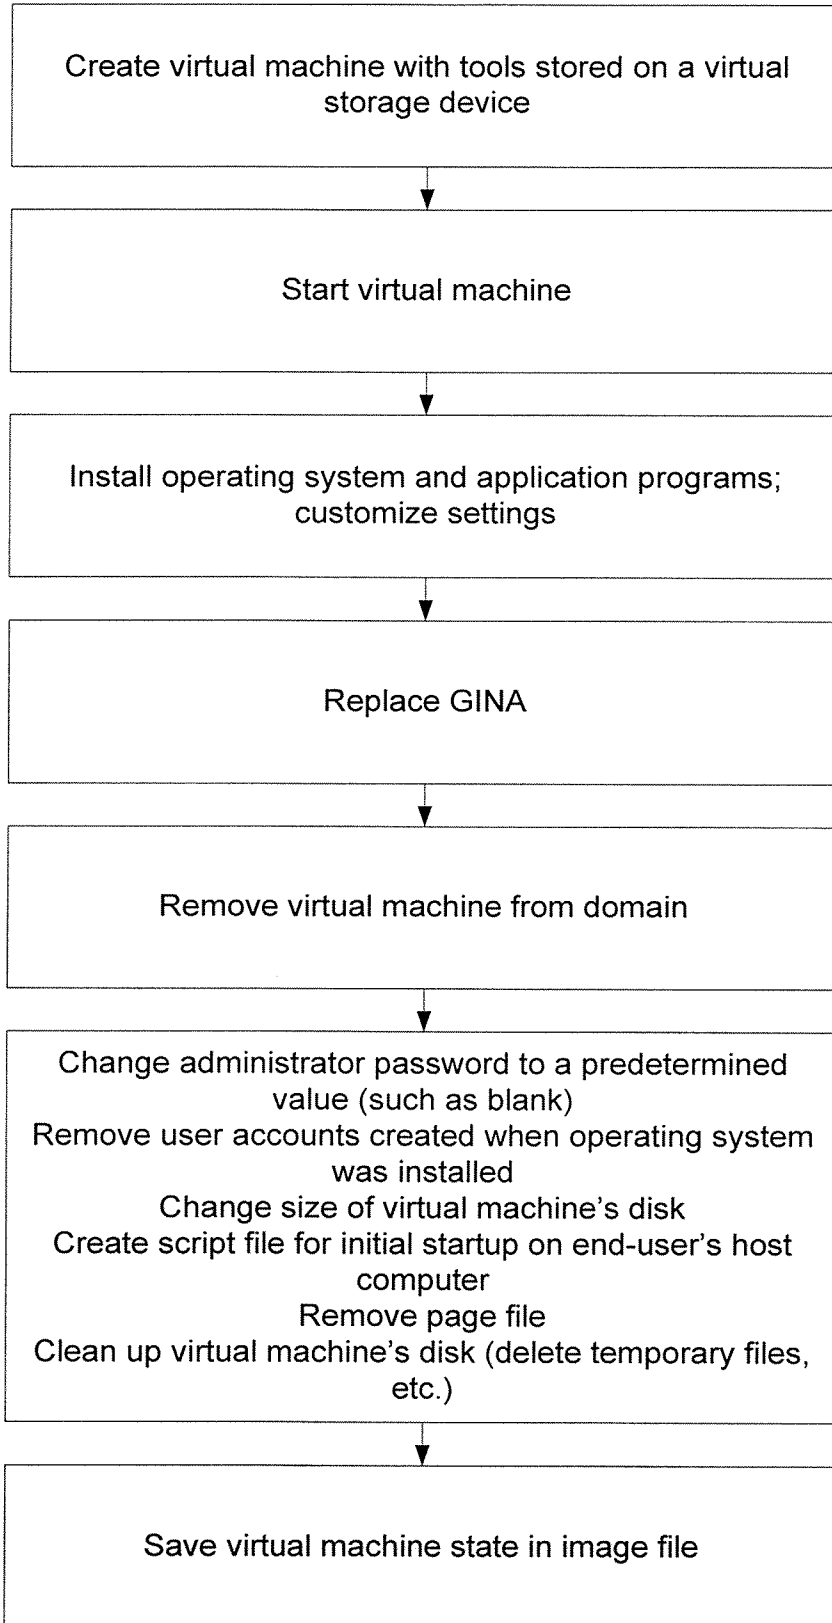 Create virtual machine with tools stored on a virtual
storage device
Start virtual machine
Install operating system and application programs;
customize settings
Replace GINA
Remove virtual machine from domain
Change administrator password to a predetermined
value (such as blank)
Remove user accounts created when operating system
was installed
Change size of virtual machine’s disk
Create script file for initial startup on end-user’s host
computer
Remove page file
Clean up virtual machine’s disk (delete temporary files,
etc.)
Save virtual machine state in image file